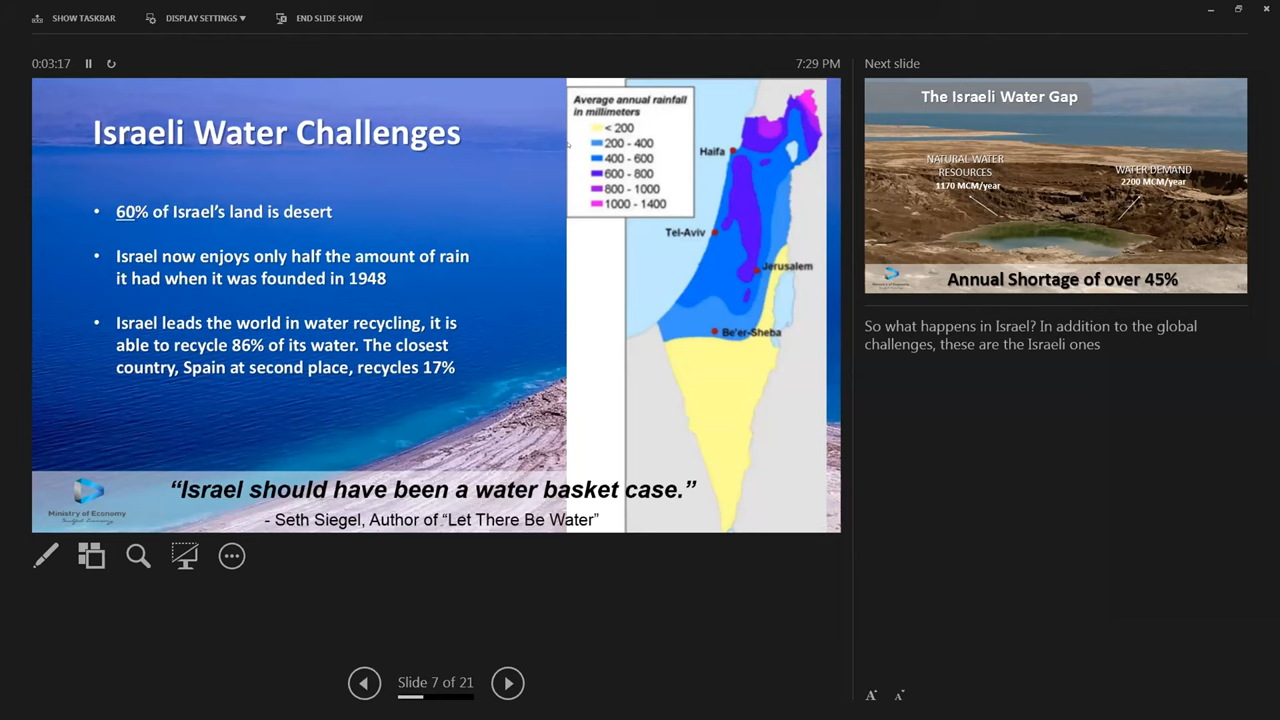 SHOW TASKBAR
DISPLAY SETTINGS ▼
END SLIDE SHOW
0:03:17
7:29 PM
Israeli Water Challenges
• 60% of Israel's land is desert
• Israel now enjoys only half the amount of rain
it had when it was founded in 1948
• Israel leads the world in water recycling, it is
able to recycle 86% of its water. The closest
country, Spain at second place, recycles 17%
Average annual rainfall
in millimeters
< 200
200 - 400
400 - 600
600 - 800
800 - 1000
1000 - 1400
Haifa
Tel-Aviv
Jerusalem
Be'er-Sheba
"Israel should have been a water basket case."
- Seth Siegel, Author of "Let There Be Water"
Ministry of Economy
Slide 7 of 21
Next slide
The Israeli Water Gap
NATURAL WATER
RESOURCES
1170 MCM/year
WATER DEMAND
2200 MCM/year
Annual Shortage of over 45%
So what happens in Israel? In addition to the global
challenges, these are the Israeli ones
A A